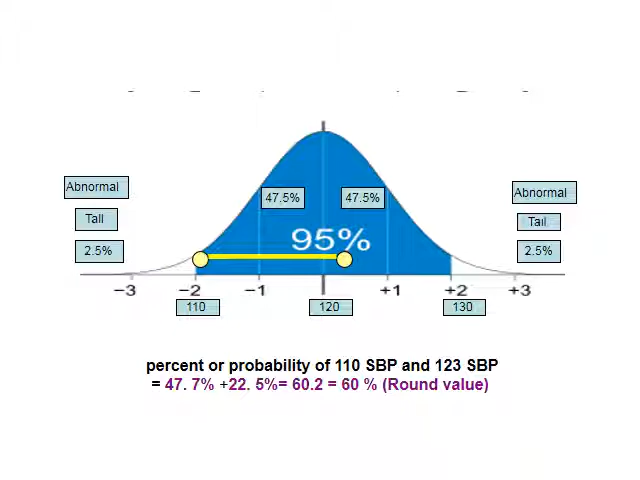 Abnormal
Tall
2.5%
47.5%
47.5%
95%
Abnormal
Tail
2.5%
−3
−2
−1
+1
+2
+3
110
120
130
percent or probability of 110 SBP and 123 SBP
= 47. 7% +22. 5%= 60.2 = 60 % (Round value)